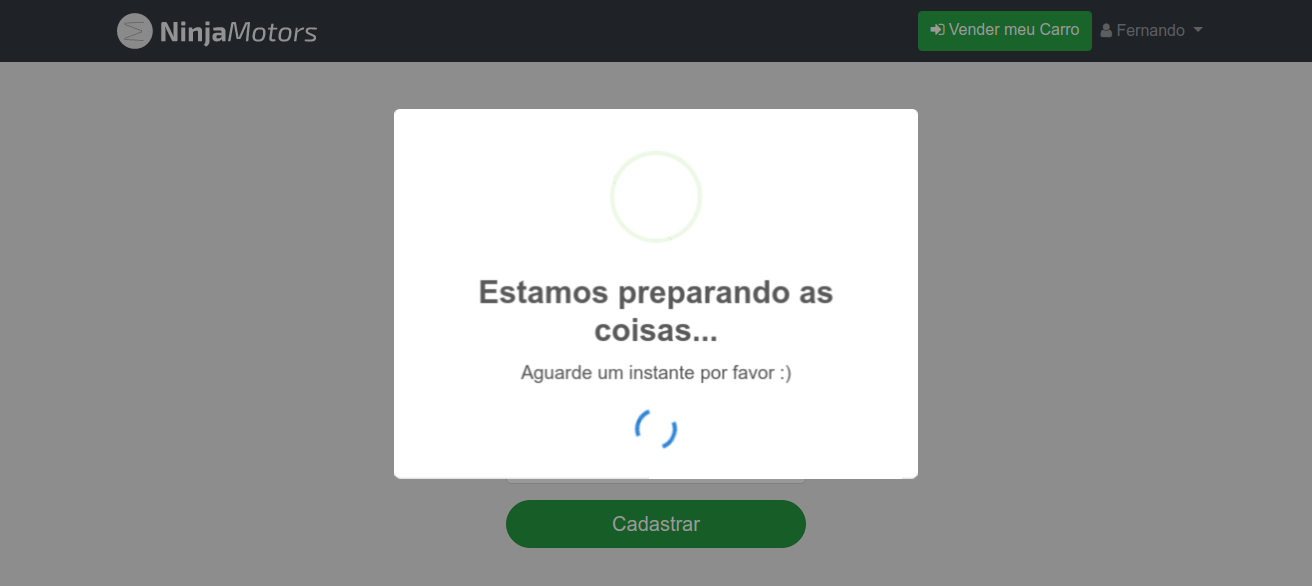 NinjaMotors
Vender meu Carro
Fernando
Estamos preparando as
coisas...
Aguarde um instante por favor :)
Cadastrar